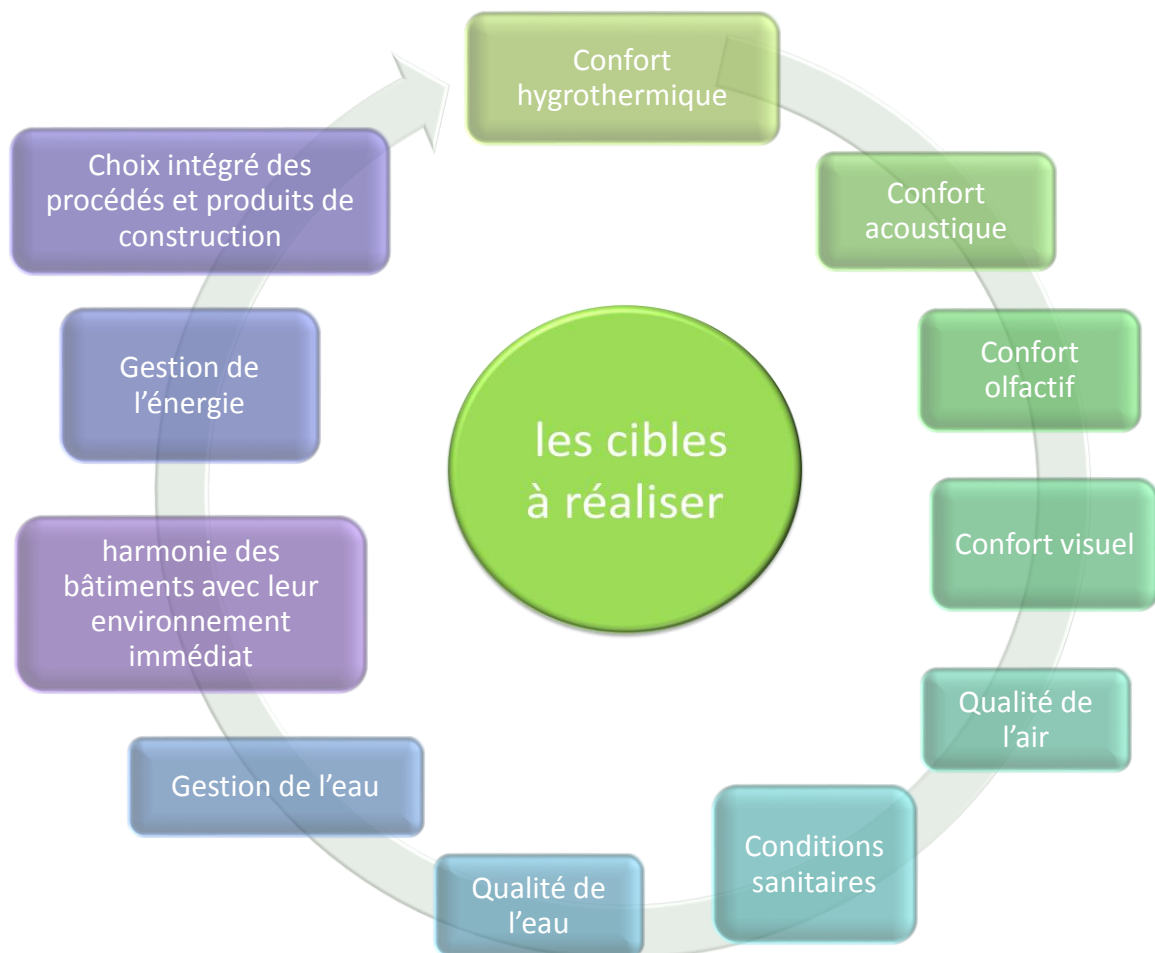 Confort
hygrothermique
Confort
acoustique
Confort
olfactif
Confort visuel
Qualité de
l'air
Conditions
sanitaires
Qualité de
l'eau
Gestion de l'eau
harmonie des
bâtiments avec leur
environnement
immédiat
Gestion de
l'énergie
Choix intégré des
procédés et produits de
construction
les cibles
à réaliser